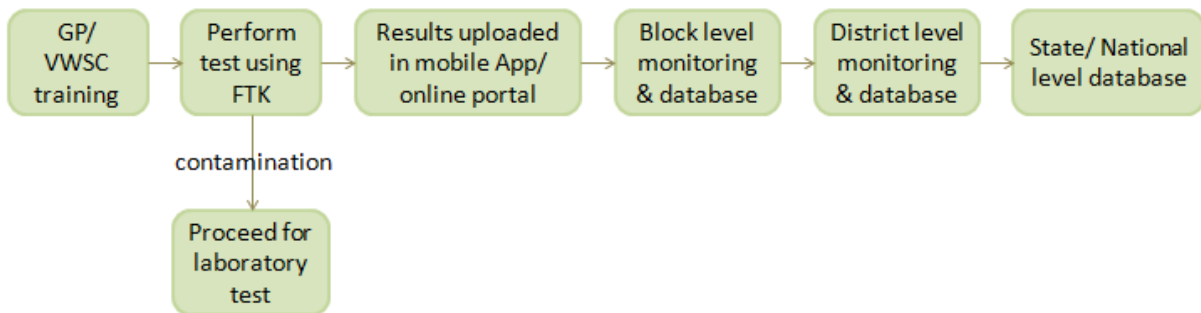 GP/
VWSC
training
Perform
test using
FTK
Results uploaded
in mobile App/
online portal
Block level
monitoring
& database
District level
monitoring
& database
State/ National
level database
contamination
Proceed for
laboratory
test